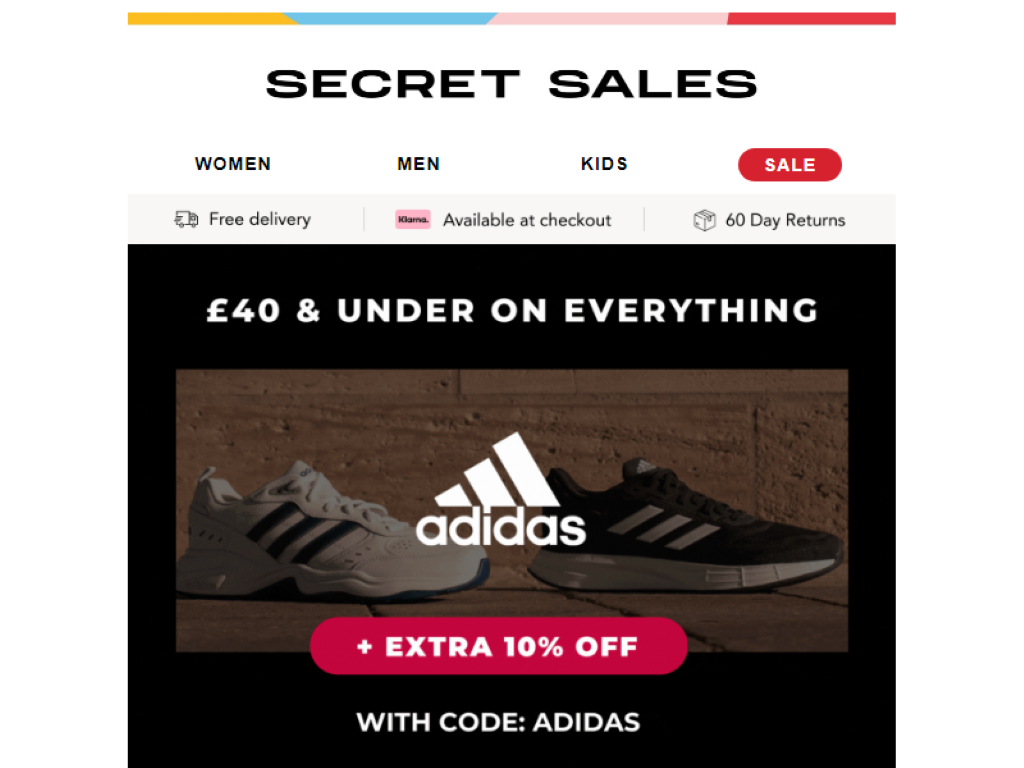 SECRET SALES
WOMEN MEN KIDS SALE
Free delivery Klarna. Available at checkout 60 Day Returns
£40 & UNDER ON EVERYTHING
adidas
+ EXTRA 10% OFF
WITH CODE: ADIDAS